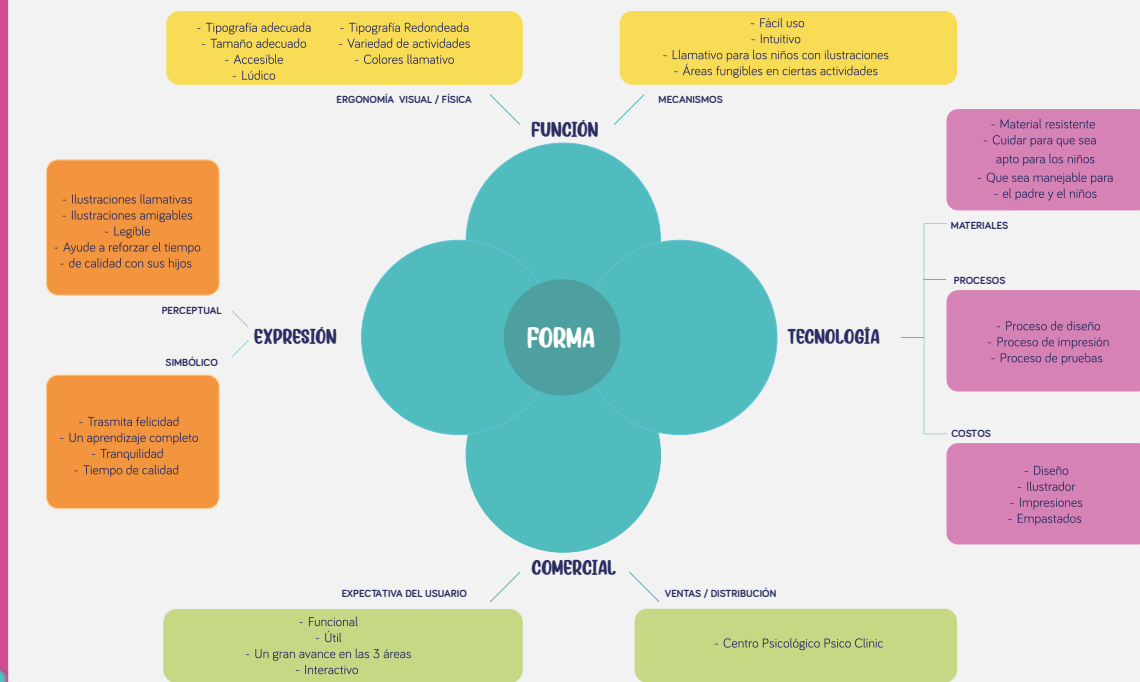 - Tipografía adecuada
- Tamaño adecuado
- Accesible
- Lúdico
- Tipografía Redondeada
- Variedad de actividades
- Colores llamativo
ERGONOMÍA VISUAL / FÍSICA
- Fácil uso
- Intuitivo
- Llamativo para los niños con ilustraciones
- Áreas fungibles en ciertas actividades
MECANISMOS
FUNCIÓN
- Material resistente
- Cuidar para que sea
apto para los niños
- Que sea manejable para
- el padre y el niños
MATERIALES
- Ilustraciones llamativas
- Ilustraciones amigables
- Legible
- Ayude a reforzar el tiempo
- de calidad con sus hijos
PERCEPTUAL
EXPRESIÓN
SIMBÓLICO
- Trasmita felicidad
- Un aprendizaje completo
- Tranquilidad
- Tiempo de calidad
FORMA
TECNOLOGÍA
PROCESOS
- Proceso de diseño
- Proceso de impresión
- Proceso de pruebas
COSTOS
- Diseño
- Ilustrador
- Impresiones
- Empastados
COMERCIAL
EXPECTATIVA DEL USUARIO
- Funcional
- Útil
- Un gran avance en las 3 áreas
- Interactivo
VENTAS / DISTRIBUCIÓN
- Centro Psicológico Psico Clinic